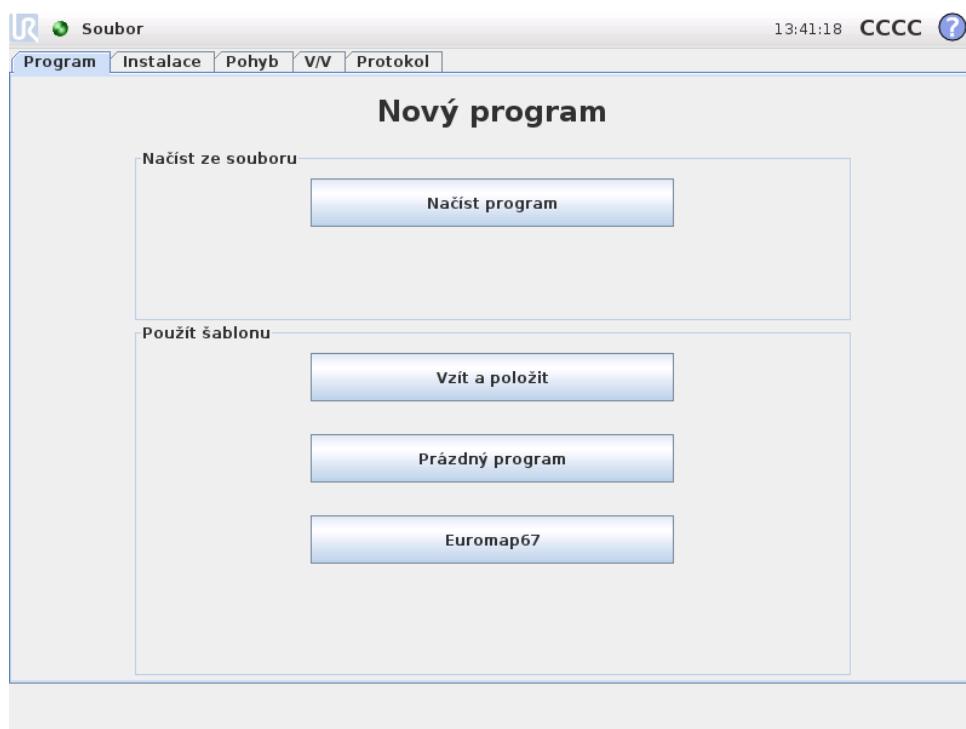 UR Soubor 13:41:18 CCCC ?
Program Instalace Pohyb V/V Protokol
Nový program
Načíst ze souboru
Načíst program
Použít šablonu
Vzít a položit
Prázdný program
Euromap67